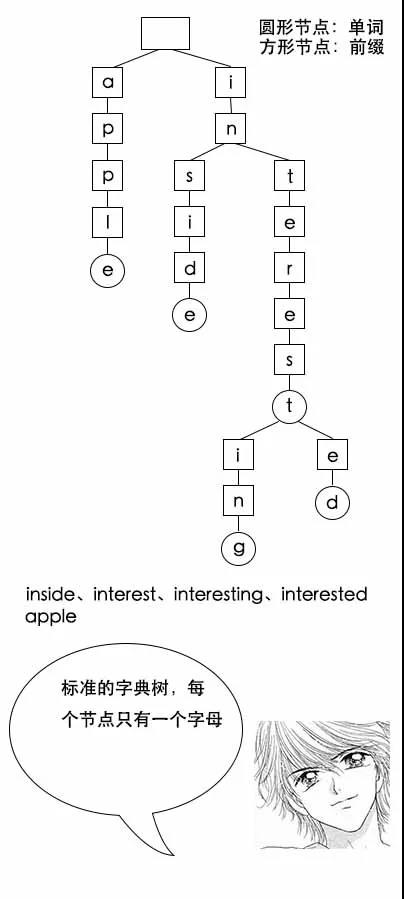 圆形节点：单词
方形节点：前缀
a
i
p
n
p
s
t
l
i
e
e
d
r
e
e
s
t
i
e
n
d
g
inside、interest、interesting、interested
apple
标准的字典树，每
个节点只有一个字母